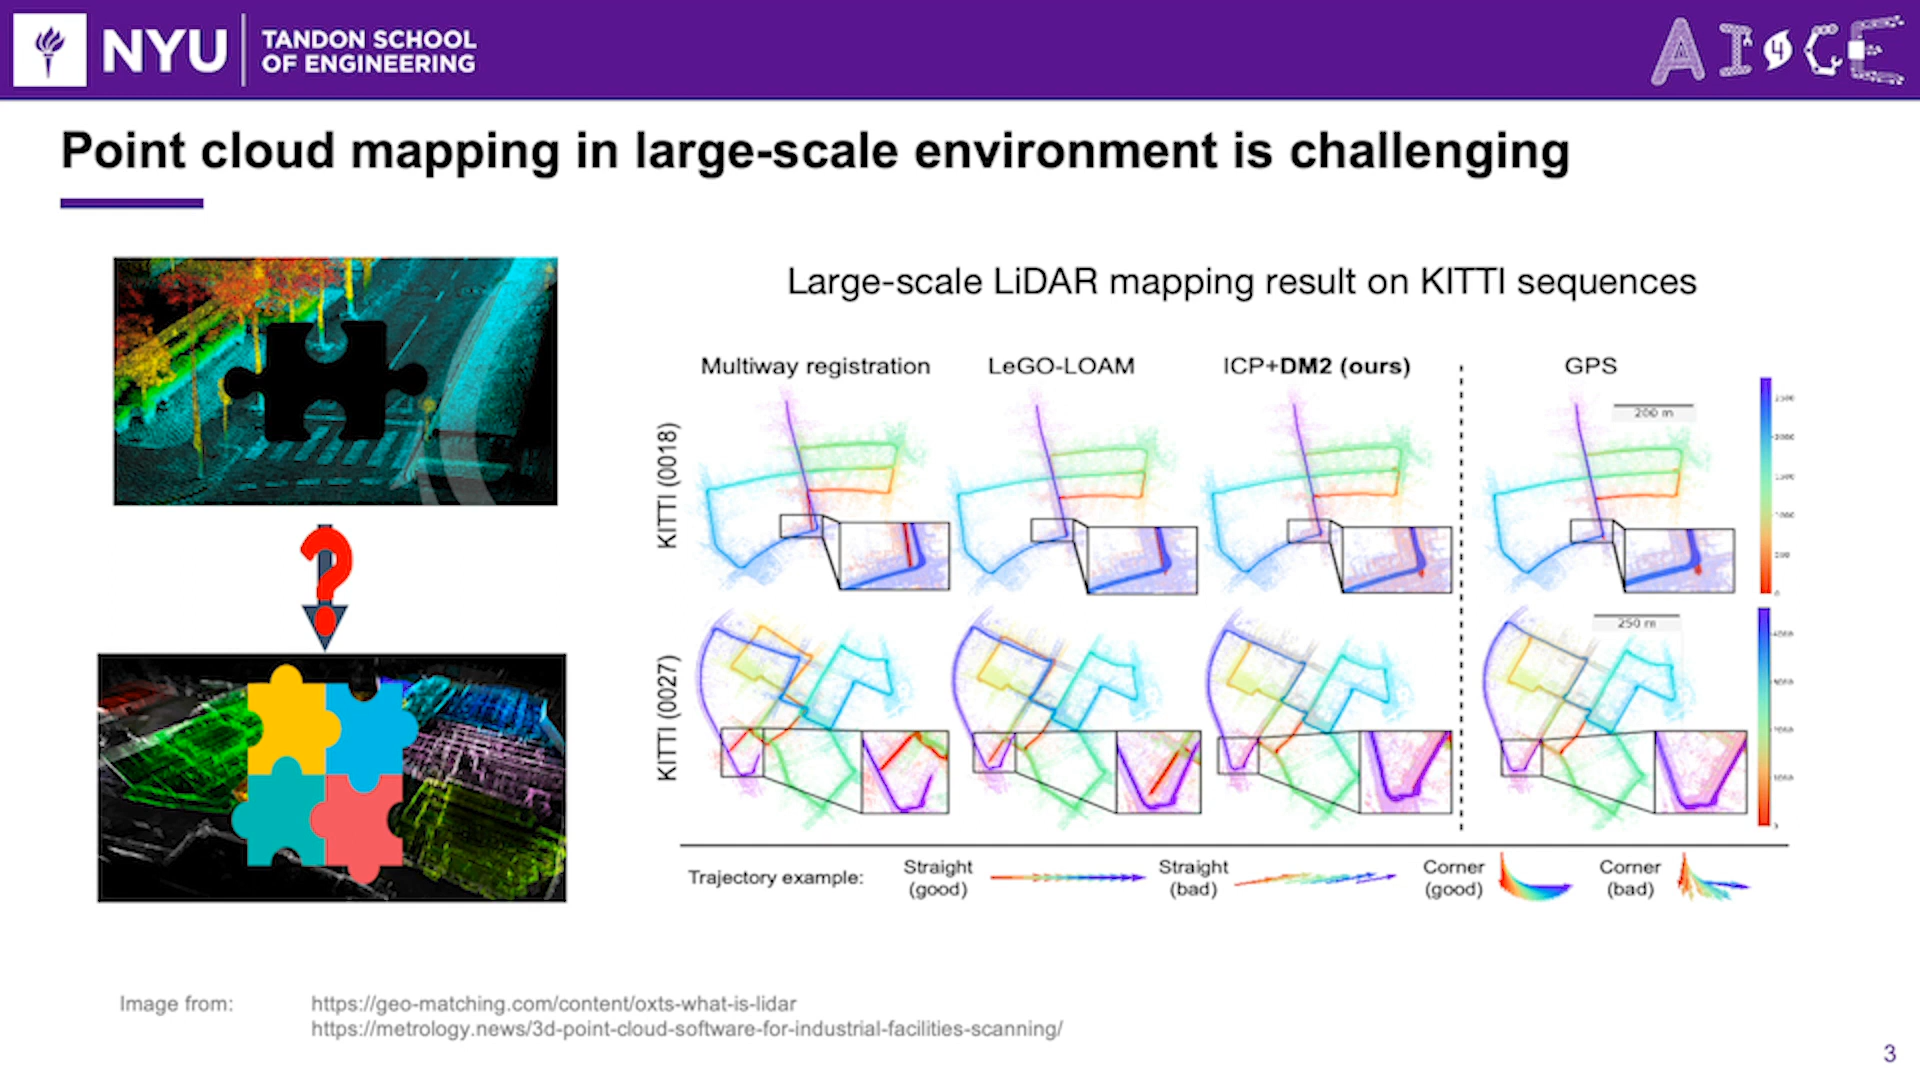 NYU
TANDON SCHOOL
OF ENGINEERING
AI4CE
Point cloud mapping in large-scale environment is challenging
Large-scale LiDAR mapping result on KITTI sequences
Multiway registration
LeGO-LOAM
ICP+DM2 (ours)
GPS
KITTI (0018)
200 m
KITTI (0027)
250 m
Trajectory example:
Straight
(good)
Straight
(bad)
Corner
(good)
Corner
(bad)
Image from:
https://geo-matching.com/content/oxts-what-is-lidar
https://metrology.news/3d-point-cloud-software-for-industrial-facilities-scanning/
3